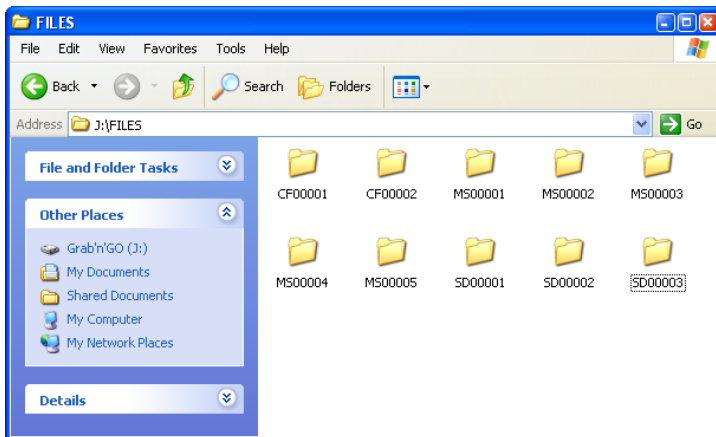 FILES
File Edit View Favorites Tools Help
Back Search Folders
Address J:\FILES Go
File and Folder Tasks
Other Places
Grab'n'GO (J:)
My Documents
Shared Documents
My Computer
My Network Places
Details
CF00001 CF00002 MS00001 MS00002 MS00003
MS00004 MS00005 SD00001 SD00002 SD00003